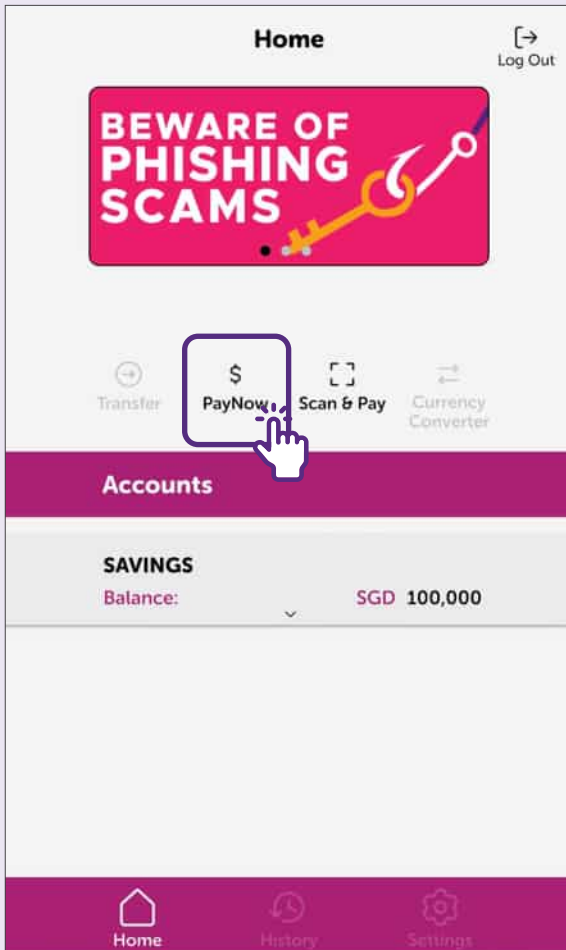 Home
Log Out
BEWARE OF
PHISHING
SCAMS
Transfer
$
PayNow
Scan & Pay
Currency
Converter
Accounts
SAVINGS
Balance:
SGD 100,000
Home
History
Settings